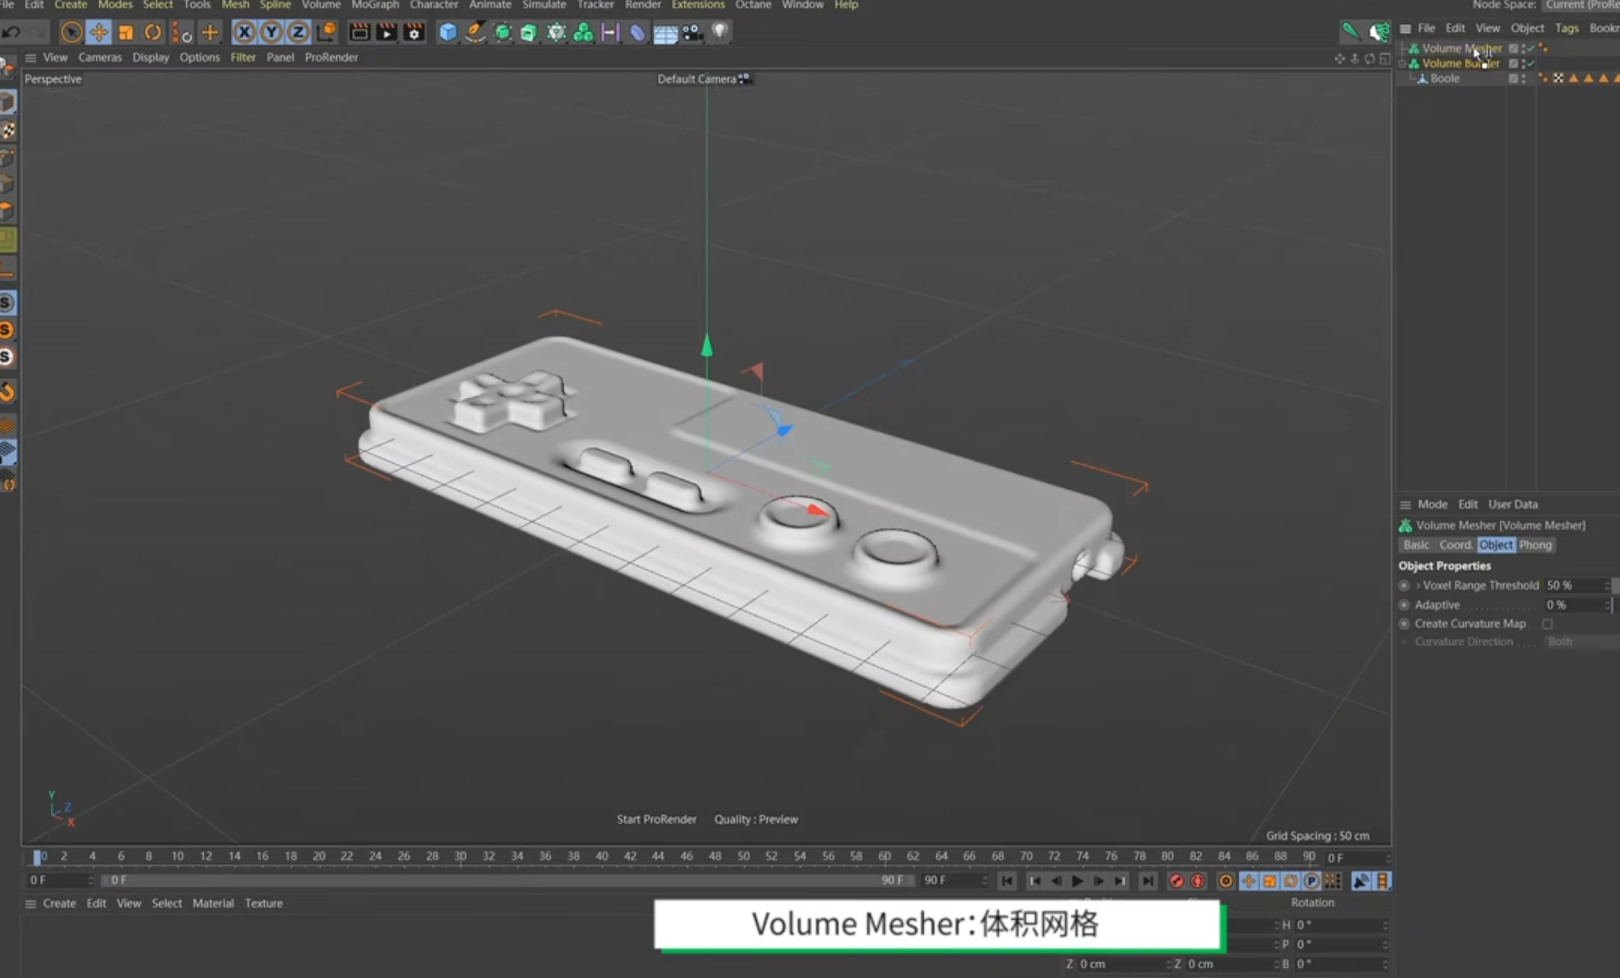 File Edit Create Modes Select Tools Mesh Spline Volume MoGraph Character Animate Simulate Tracker Render Extensions Octane Window Help Node Space: Current
X Y Z File Edit View Object Tags
View Cameras Display Options Filter Panel ProRender
Volume Mesher
Volume Builder
Boole
Perspective
Default Camera
S
S
S
Mode Edit User Data
Volume Mesher [Volume Mesher]
Basic Coord. Object Phong
Object Properties
Voxel Range Threshold 50 %
Adaptive 0 %
Create Curvature Map
Curvature Direction Both
Y
Z
X
Start ProRender Quality : Preview
Grid Spacing : 50 cm
0 2 4 6 8 10 12 14 16 18 20 22 24 26 28 30 32 34 36 38 40 42 44 46 48 50 52 54 56 58 60 62 64 66 68 70 72 74 76 78 80 82 84 86 88 90 0 F
0 F 0 F 90 F 90 F P
Create Edit View Select Material Texture
Rotation
Volume Mesher：体积网格
H 0 °
P 0 °
Z 0 cm Z 0 cm B 0 °